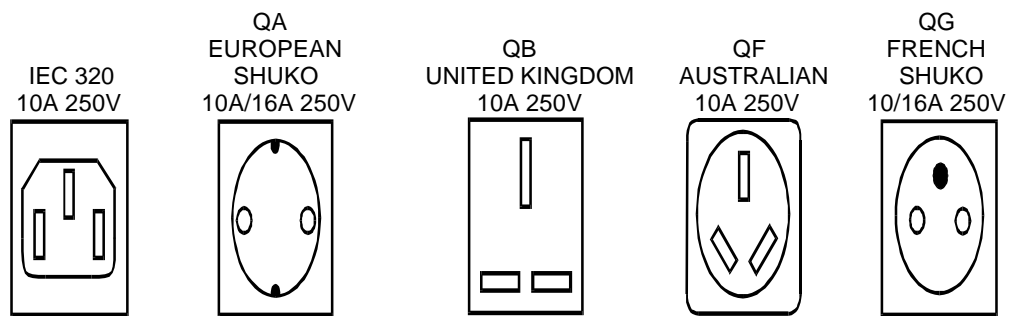 IEC 320
10A 250V
QA
EUROPEAN
SHUKO
10A/16A 250V
QB
UNITED KINGDOM
10A 250V
QF
AUSTRALIAN
10A 250V
QG
FRENCH
SHUKO
10/16A 250V